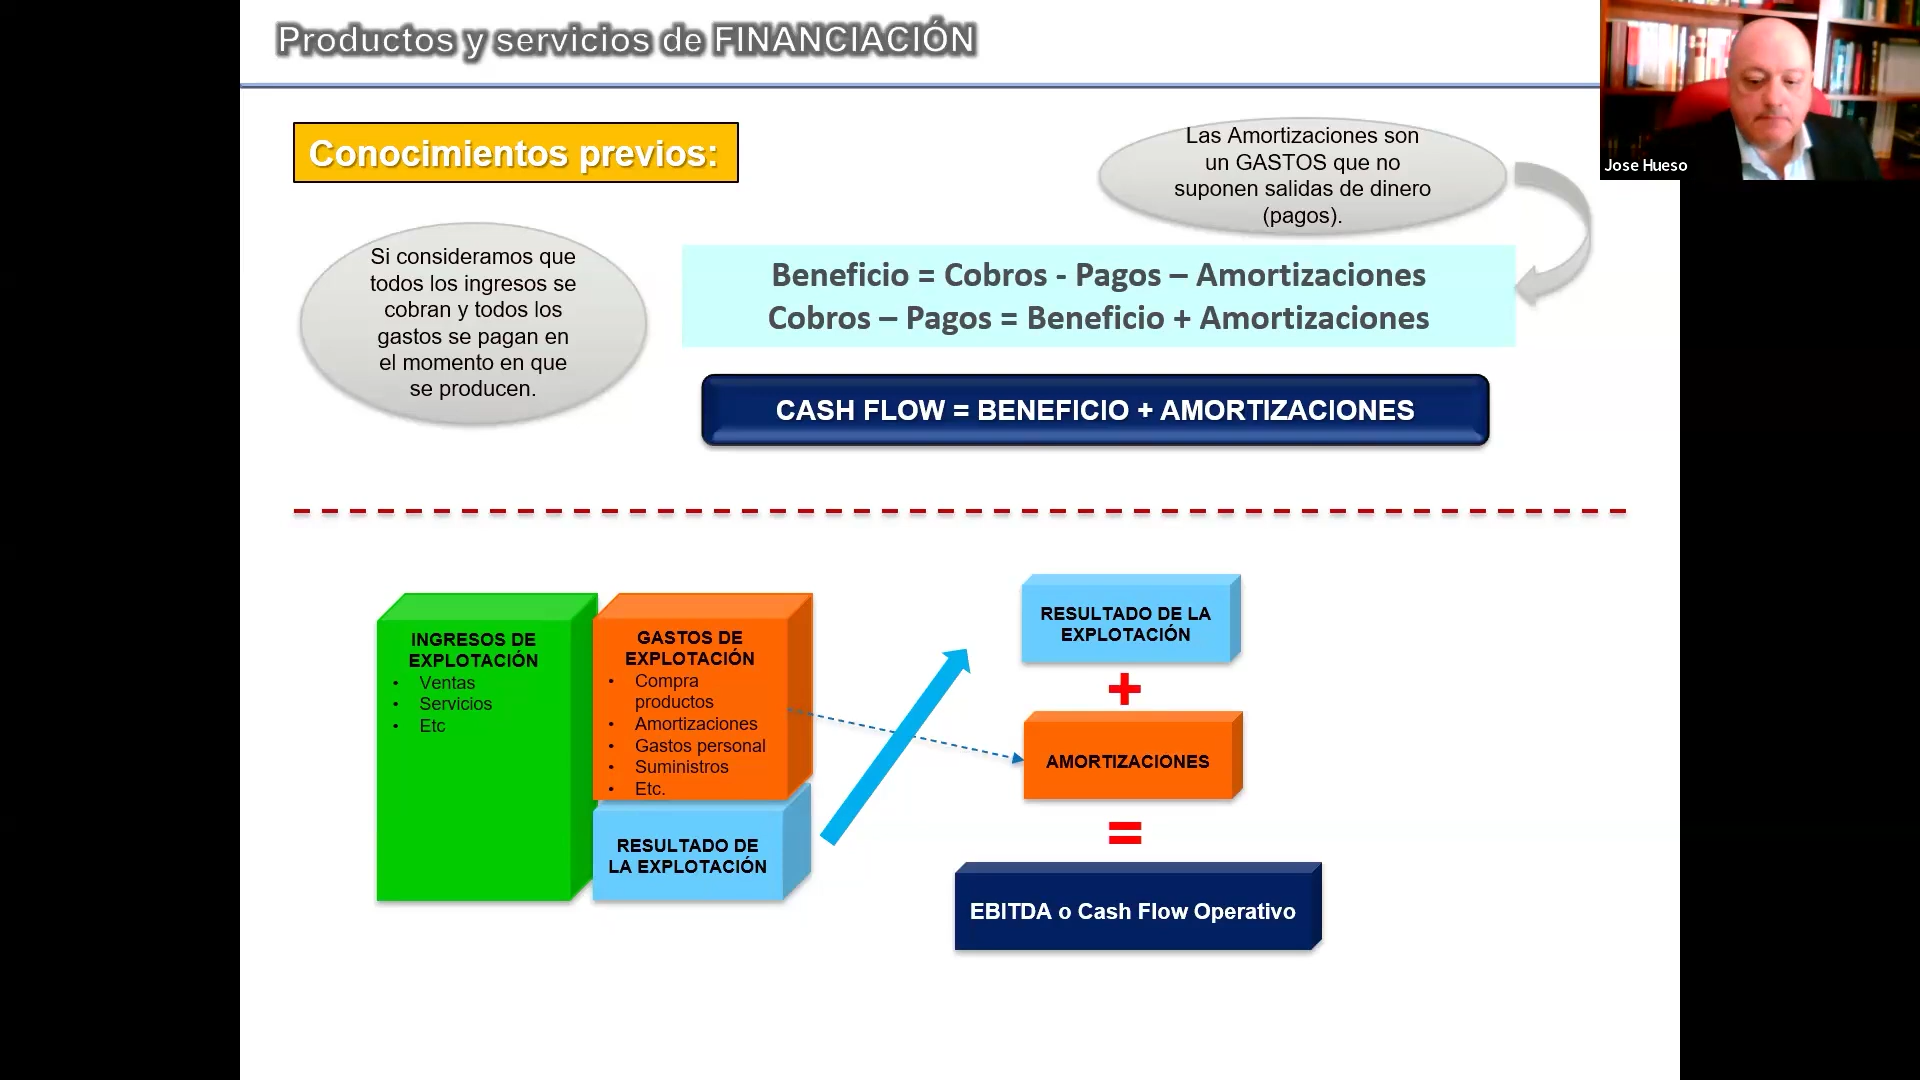 Productos y servicios de FINANCIACIÓN
Jose Hueso
Conocimientos previos:
Las Amortizaciones son
un GASTOS que no
suponen salidas de dinero
(pagos).
Si consideramos que
todos los ingresos se
cobran y todos los
gastos se pagan en
el momento en que
se producen.
Beneficio = Cobros - Pagos – Amortizaciones
Cobros – Pagos = Beneficio + Amortizaciones
CASH FLOW = BENEFICIO + AMORTIZACIONES
INGRESOS DE
EXPLOTACIÓN
• Ventas
• Servicios
• Etc
GASTOS DE
EXPLOTACIÓN
• Compra
productos
• Amortizaciones
• Gastos personal
• Suministros
• Etc.
RESULTADO DE
LA EXPLOTACIÓN
RESULTADO DE LA
EXPLOTACIÓN
+
AMORTIZACIONES
=
EBITDA o Cash Flow Operativo